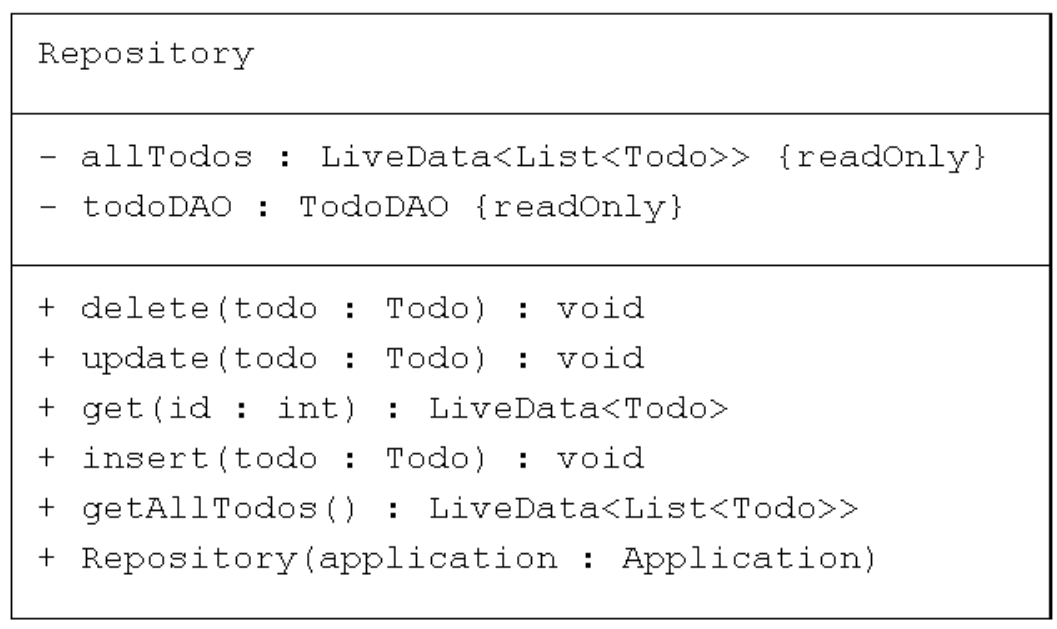 Repository
- allTodos : LiveData<List<Todo>> {readOnly}
- todoDAO : TodoDAO {readOnly}
+ delete(todo : Todo) : void
+ update(todo : Todo) : void
+ get(id : int) : LiveData<Todo>
+ insert(todo : Todo) : void
+ getAllTodos() : LiveData<List<Todo>>
+ Repository(application : Application)